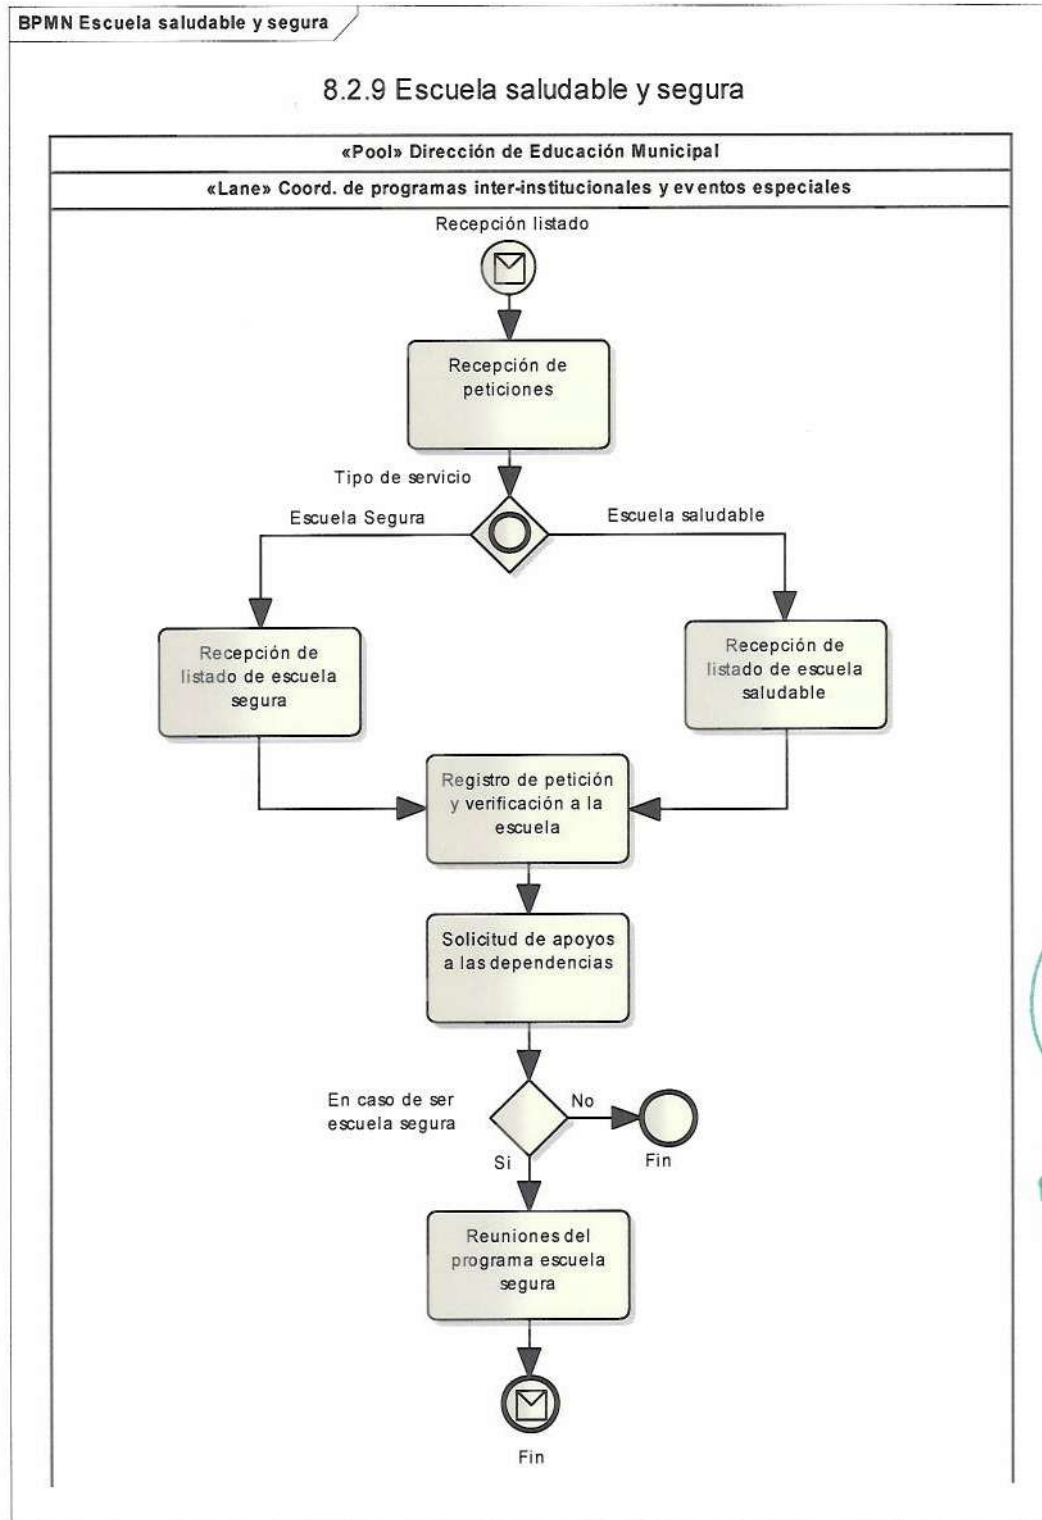 BPMN Escuela saludable y segura
8.2.9 Escuela saludable y segura
«Pool» Dirección de Educación Municipal
«Lane» Coord. de programas inter-institucionales y eventos especiales
Recepción listado
Recepción de
peticiones
Tipo de servicio
Escuela Segura
Escuela saludable
Recepción de
listado de escuela
segura
Recepción de
listado de escuela
saludable
Registro de petición
y verificación a la
escuela
Solicitud de apoyos
a las dependencias
En caso de ser
escuela segura
No
Fin
Si
Reuniones del
programa escuela
segura
Fin